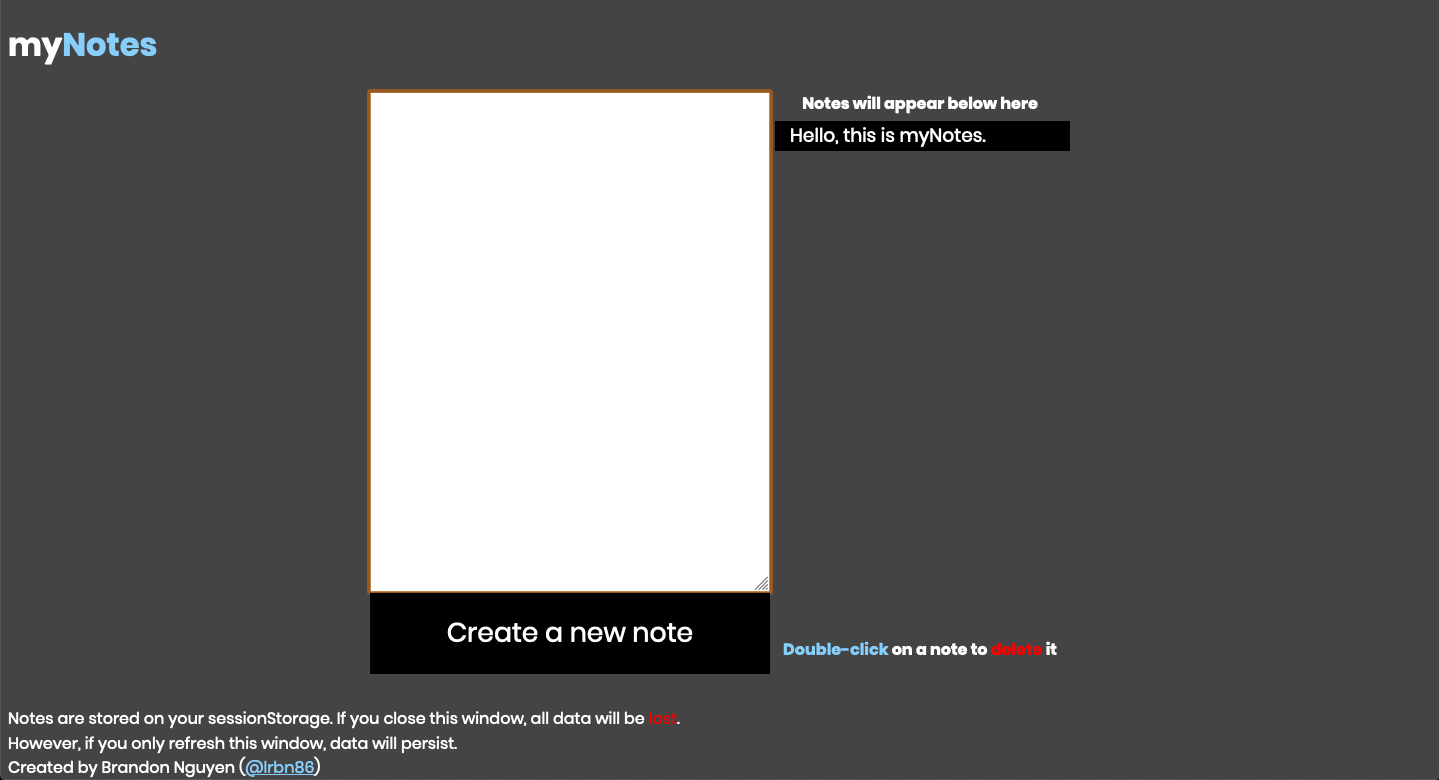 myNotes
Notes will appear below here
Hello, this is myNotes.
Create a new note
Double-click on a note to delete it
Notes are stored on your sessionStorage. If you close this window, all data will be lost.
However, if you only refresh this window, data will persist.
Created by Brandon Nguyen (@lrbn86)